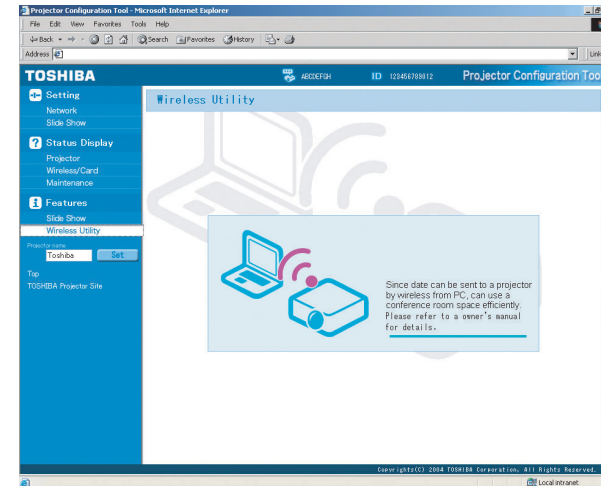 Projector Configuration Tool - Microsoft Internet Explorer
File Edit View Favorites Tools Help
Back Search Favorites History
Address Link
TOSHIBA ABCDEFGH ID 123456789012 Projector Configuration Too
Setting
Network
Slide Show
Status Display
Projector
Wireless/Card
Maintenance
Features
Slide Show
Wireless Utility
Projector name
Toshiba Set
Top
TOSHIBA Projector Site
Wireless Utility
Since date can be sent to a projector
by wireless from PC, can use a
conference room space efficiently.
Please refer to a owner's manual
for details.
Copyrights(C) 2004 TOSHIBA Corporation, All Rights Reserved.
Local intranet